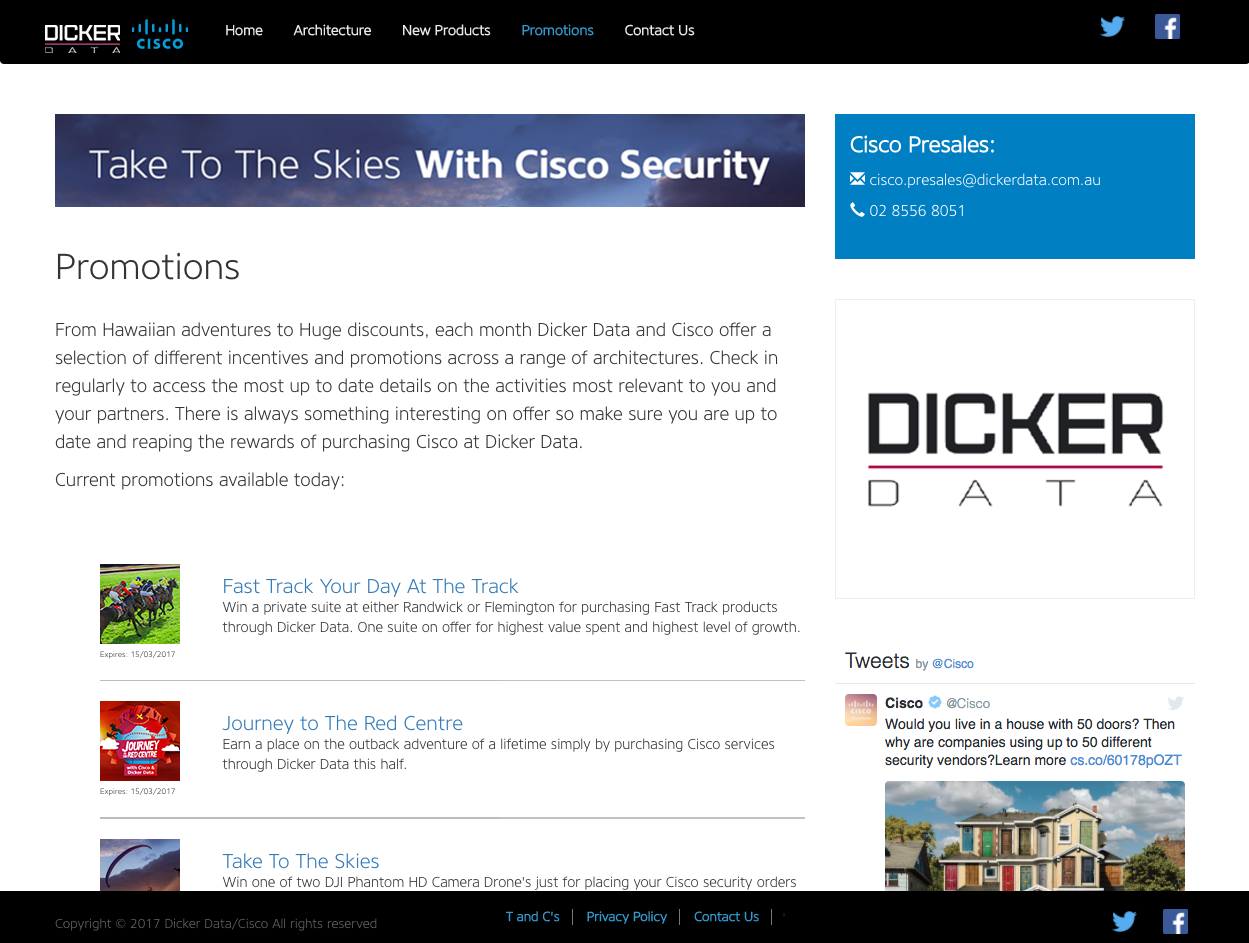 DICKER
DATA
CISCO
Home
Architecture
New Products
Promotions
Contact Us
Take To The Skies With Cisco Security
Cisco Presales:
cisco.presales@dickerdata.com.au
02 8556 8051
Promotions
From Hawaiian adventures to Huge discounts, each month Dicker Data and Cisco offer a
selection of different incentives and promotions across a range of architectures. Check in
regularly to access the most up to date details on the activities most relevant to you and
your partners. There is always something interesting on offer so make sure you are up to
date and reaping the rewards of purchasing Cisco at Dicker Data.
Current promotions available today:
DICKER
DATA
Fast Track Your Day At The Track
Win a private suite at either Randwick or Flemington for purchasing Fast Track products
through Dicker Data. One suite on offer for highest value spent and highest level of growth.
Expires: 15/03/2017
JOURNEY
TO THE RED CENTRE
with Cisco &
Dicker Data
Journey to The Red Centre
Earn a place on the outback adventure of a lifetime simply by purchasing Cisco services
through Dicker Data this half.
Expires: 15/03/2017
Take To The Skies
Win one of two DJI Phantom HD Camera Drone's just for placing your Cisco security orders
Tweets by @Cisco
CISCO
Cisco @Cisco
Would you live in a house with 50 doors? Then
why are companies using up to 50 different
security vendors?Learn more cs.co/60178pOZT
Copyright © 2017 Dicker Data/Cisco All rights reserved
T and C's
Privacy Policy
Contact Us